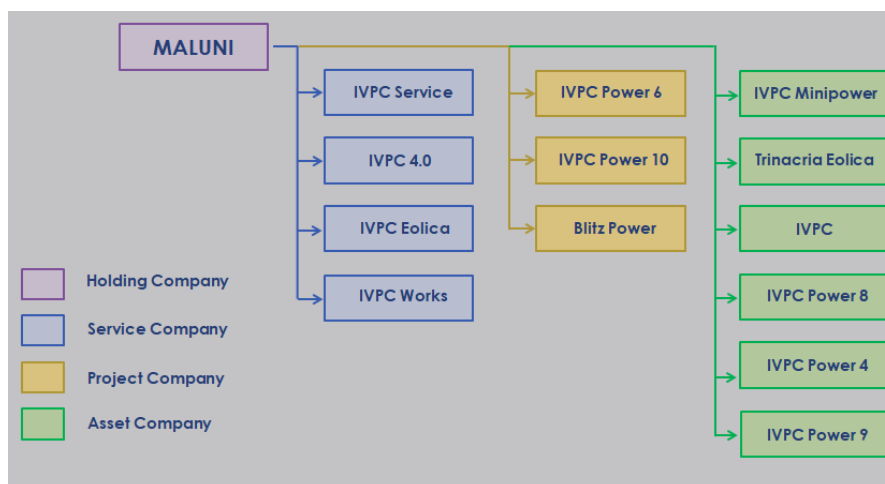 MALUNI
IVPC Service
IVPC 4.0
IVPC Eolica
IVPC Works
IVPC Power 6
IVPC Power 10
Blitz Power
IVPC Minipower
Trinacria Eolica
IVPC
IVPC Power 8
IVPC Power 4
IVPC Power 9
Holding Company
Service Company
Project Company
Asset Company